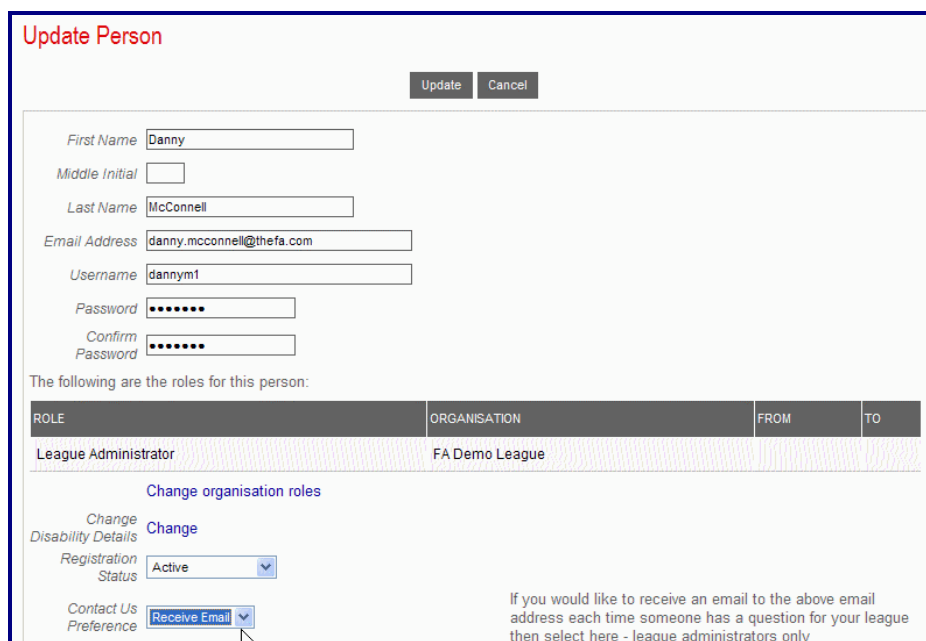 Update Person
Update Cancel
First Name Danny
Middle Initial
Last Name McConnell
Email Address danny.mcconnell@thefa.com
Username dannym1
Password •••••••
Confirm
Password •••••••
The following are the roles for this person:
ROLE ORGANISATION FROM TO
League Administrator FA Demo League
Change organisation roles
Change
Disability Details Change
Registration
Status Active
Contact Us
Preference Receive Email
If you would like to receive an email to the above email
address each time someone has a question for your league
then select here - league administrators only